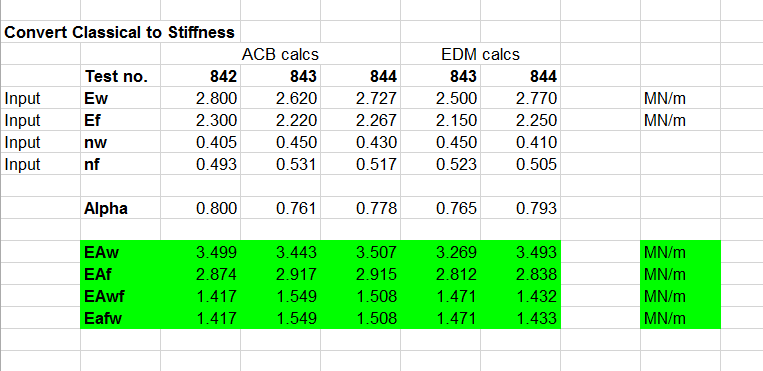 Convert Classical to Stiffness
ACB calcs EDM calcs
Test no. 842 843 844 843 844
Input Ew 2.800 2.620 2.727 2.500 2.770 MN/m
Input Ef 2.300 2.220 2.267 2.150 2.250 MN/m
Input nw 0.405 0.450 0.430 0.450 0.410
Input nf 0.493 0.531 0.517 0.523 0.505
Alpha 0.800 0.761 0.778 0.765 0.793
EAw 3.499 3.443 3.507 3.269 3.493 MN/m
EAf 2.874 2.917 2.915 2.812 2.838 MN/m
EAwf 1.417 1.549 1.508 1.471 1.432 MN/m
Eafw 1.417 1.549 1.508 1.471 1.433 MN/m